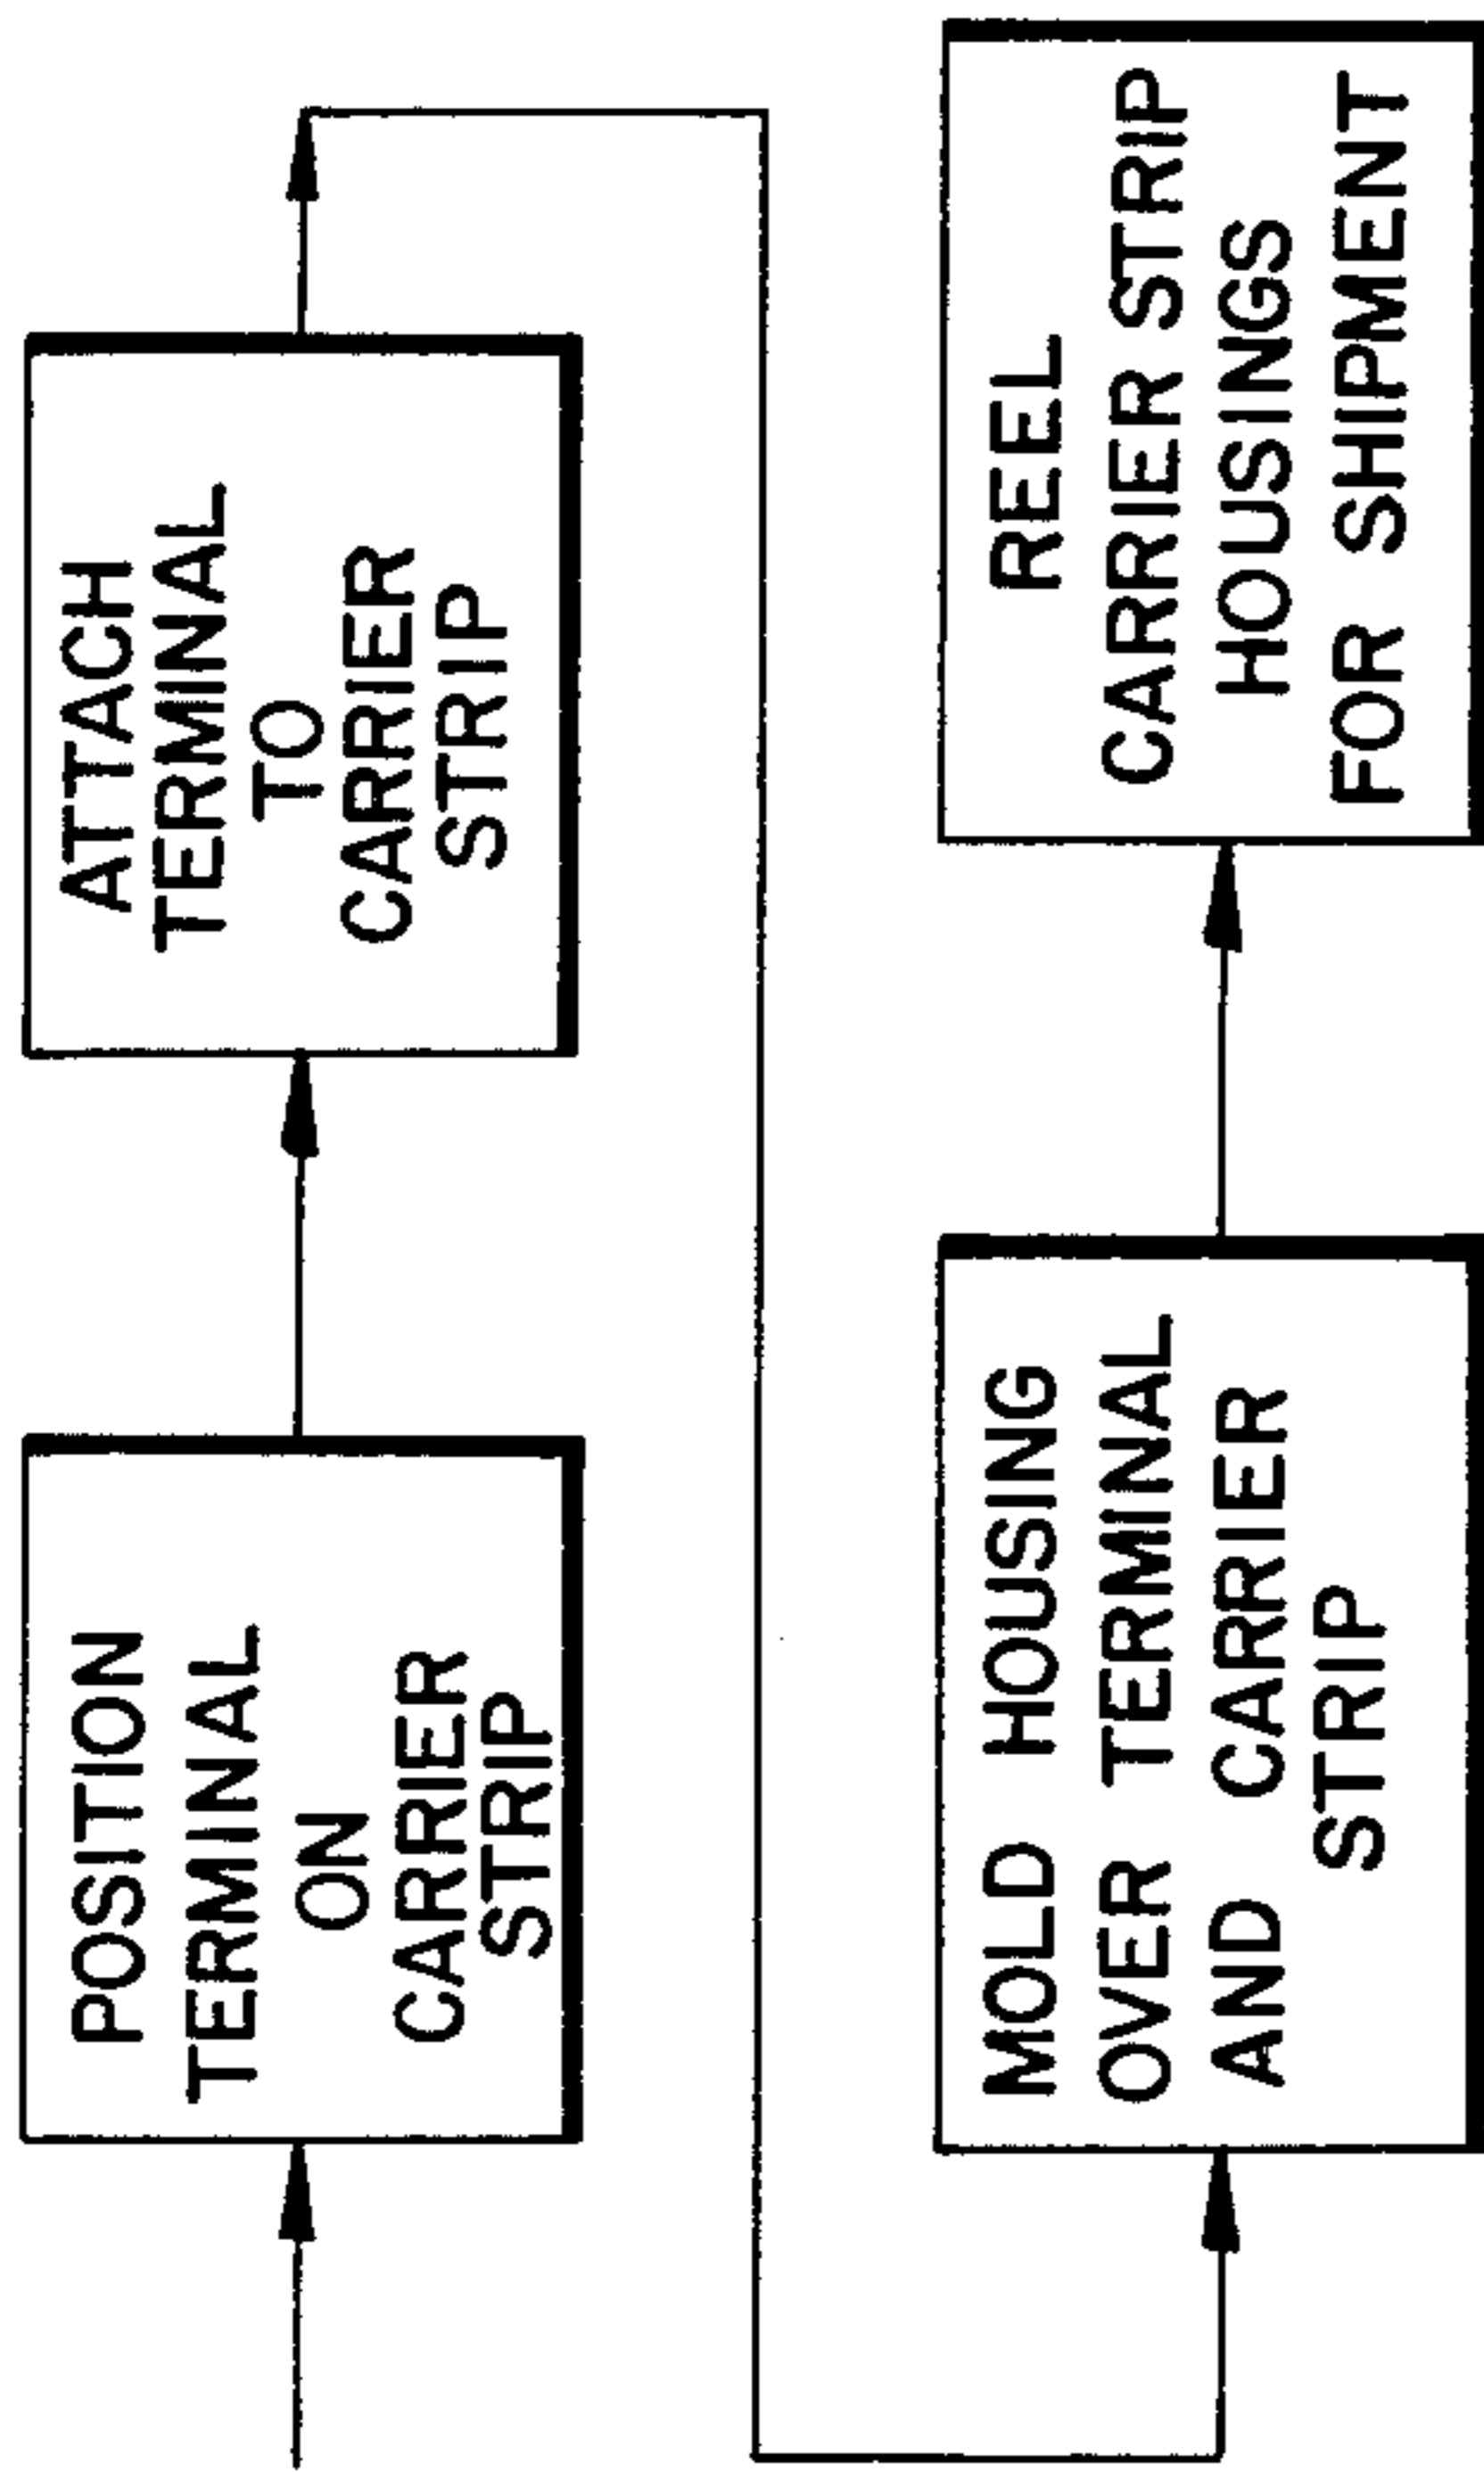 POSITION
TERMINAL
ON
CARRIER
STRIP
ATTACH
TERMINAL
TO
CARRIER
STRIP
MOLD HOUSING
OVER TERMINAL
AND CARRIER
STRIP
REEL
CARRIER STRIP
HOUSINGS
FOR SHIPMENT